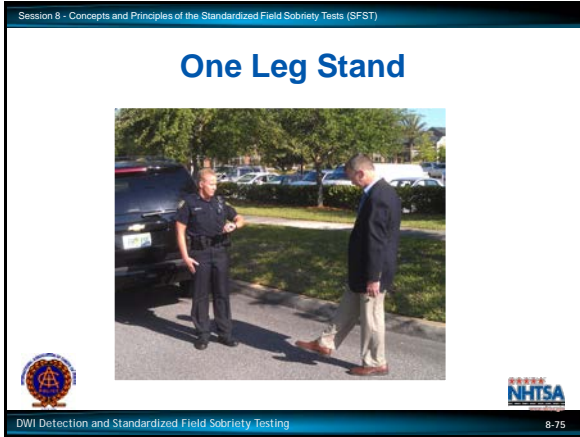 Session 8 - Concepts and Principles of the Standardized Field Sobriety Tests (SFST)
One Leg Stand
NHTSA
DWI Detection and Standardized Field Sobriety Testing
8-75